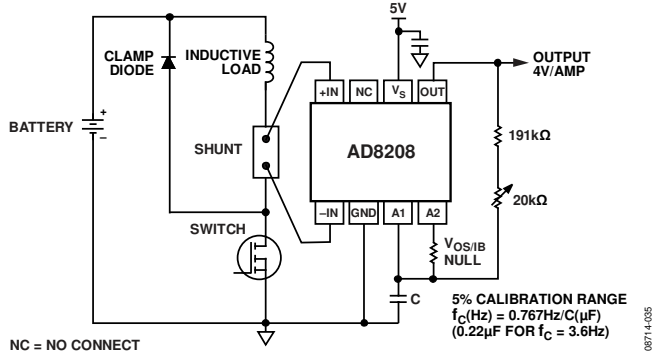 5V
OUTPUT
4V/AMP
CLAMP
DIODE
INDUCTIVE
LOAD
+IN
NC
VS
OUT
BATTERY
+
–
191kΩ
SHUNT
AD8208
20kΩ
–IN
GND
A1
A2
SWITCH
VOS/IB
NULL
C
5% CALIBRATION RANGE
fC(Hz) = 0.767Hz/C(µF)
(0.22µF FOR fC = 3.6Hz)
NC = NO CONNECT
08714-035